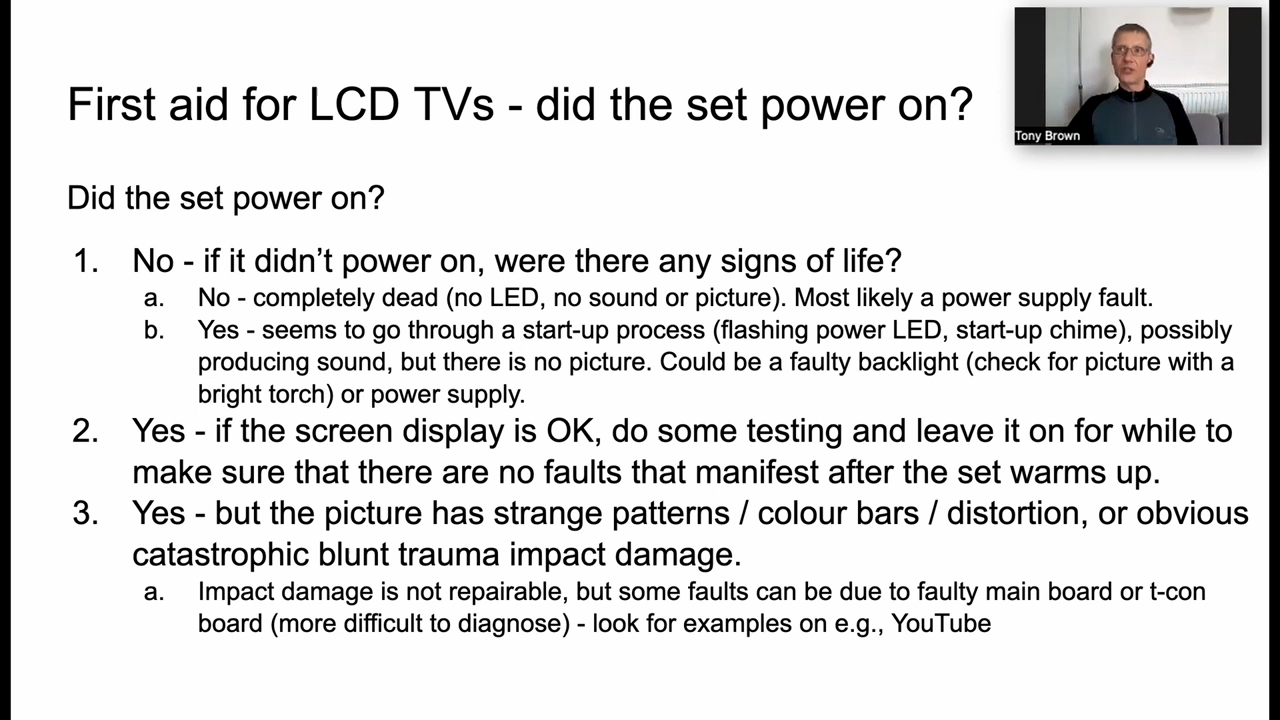 First aid for LCD TVs - did the set power on?
Tony Brown
Did the set power on?
1. No - if it didn’t power on, were there any signs of life?
a. No - completely dead (no LED, no sound or picture). Most likely a power supply fault.
b. Yes - seems to go through a start-up process (flashing power LED, start-up chime), possibly
producing sound, but there is no picture. Could be a faulty backlight (check for picture with a
bright torch) or power supply.
2. Yes - if the screen display is OK, do some testing and leave it on for while to
make sure that there are no faults that manifest after the set warms up.
3. Yes - but the picture has strange patterns / colour bars / distortion, or obvious
catastrophic blunt trauma impact damage.
a. Impact damage is not repairable, but some faults can be due to faulty main board or t-con
board (more difficult to diagnose) - look for examples on e.g., YouTube